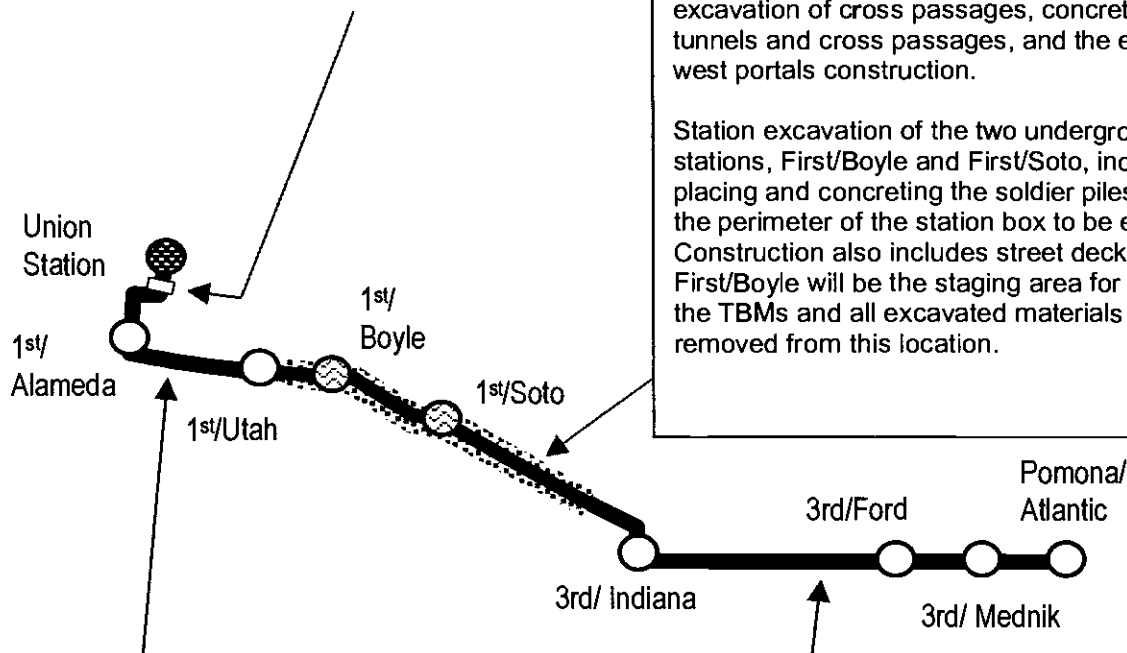 excavation of cross passages, concret
tunnels and cross passages, and the e
west portals construction.
Station excavation of the two undergro
stations, First/Boyle and First/Soto, inc
placing and concreting the soldier piles
the perimeter of the station box to be e
Construction also includes street deck
First/Boyle will be the staging area for
the TBMs and all excavated materials
removed from this location.
Union
Station
1st/
Boyle
1st/
Alameda
1st/Soto
1st/Utah
Pomona/
Atlantic
3rd/Ford
3rd/ Indiana
3rd/ Mednik